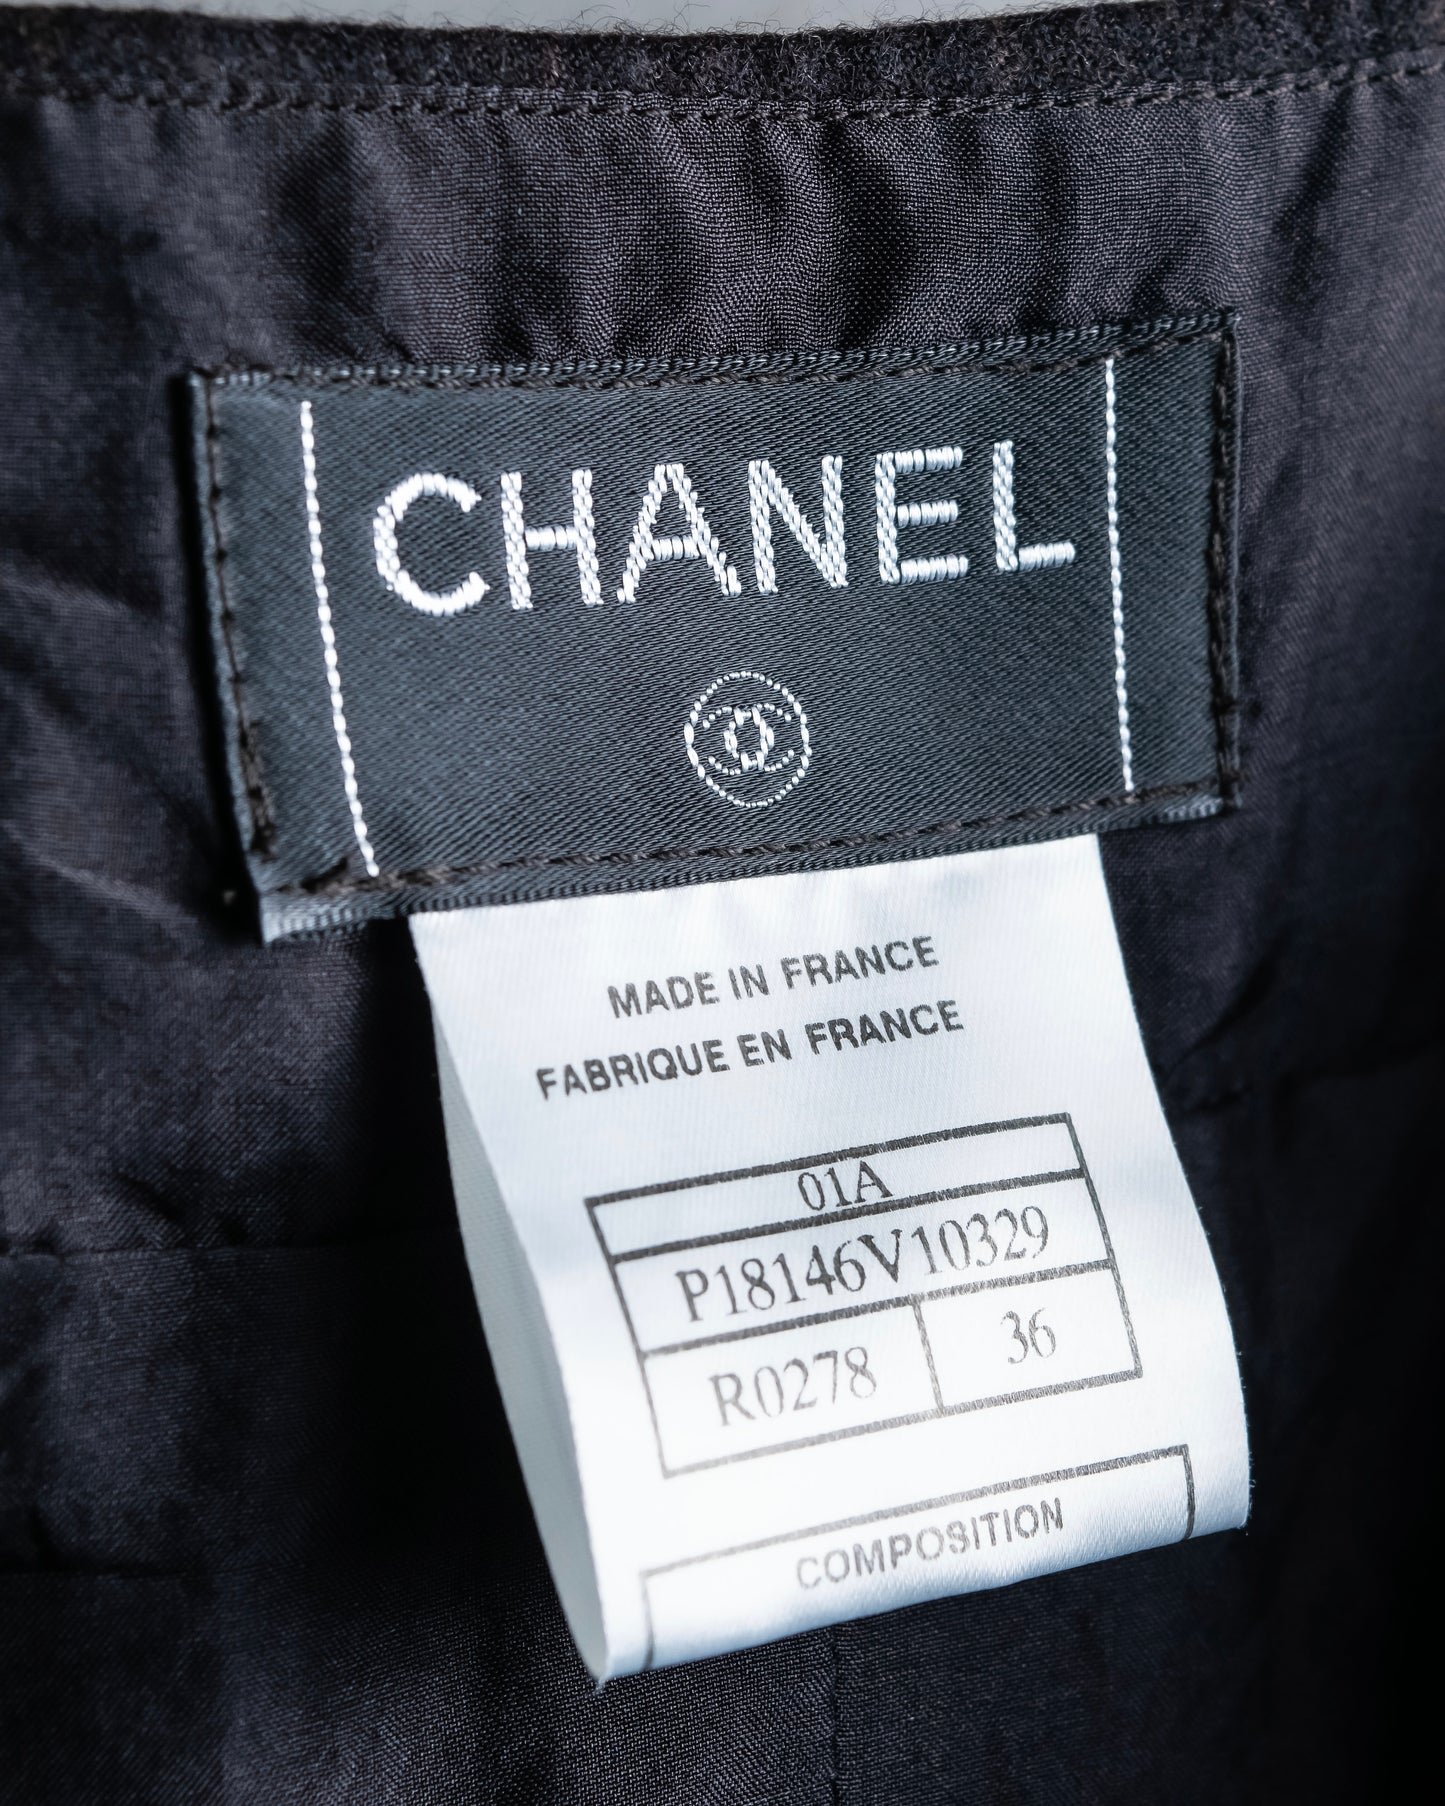 CHANEL
MADE IN FRANCE
FABRIQUE EN FRANCE
01A
P18146V10329
R0278 36
COMPOSITION